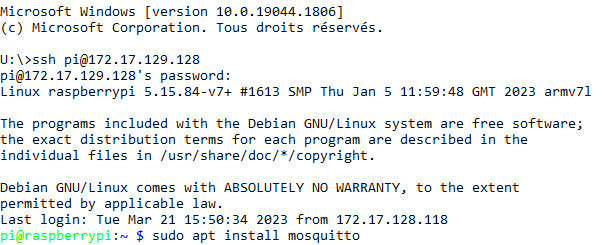 Microsoft Windows [version 10.0.19044.1806]
(c) Microsoft Corporation. Tous droits réservés.

U:\>ssh pi@172.17.129.128
pi@172.17.129.128's password:
Linux raspberrypi 5.15.84-v7+ #1613 SMP Thu Jan 5 11:59:48 GMT 2023 armv7l

The programs included with the Debian GNU/Linux system are free software;
the exact distribution terms for each program are described in the
individual files in /usr/share/doc/*/copyright.

Debian GNU/Linux comes with ABSOLUTELY NO WARRANTY, to the extent
permitted by applicable law.
Last login: Tue Mar 21 15:50:34 2023 from 172.17.128.118
pi@raspberrypi:~ $ sudo apt install mosquitto